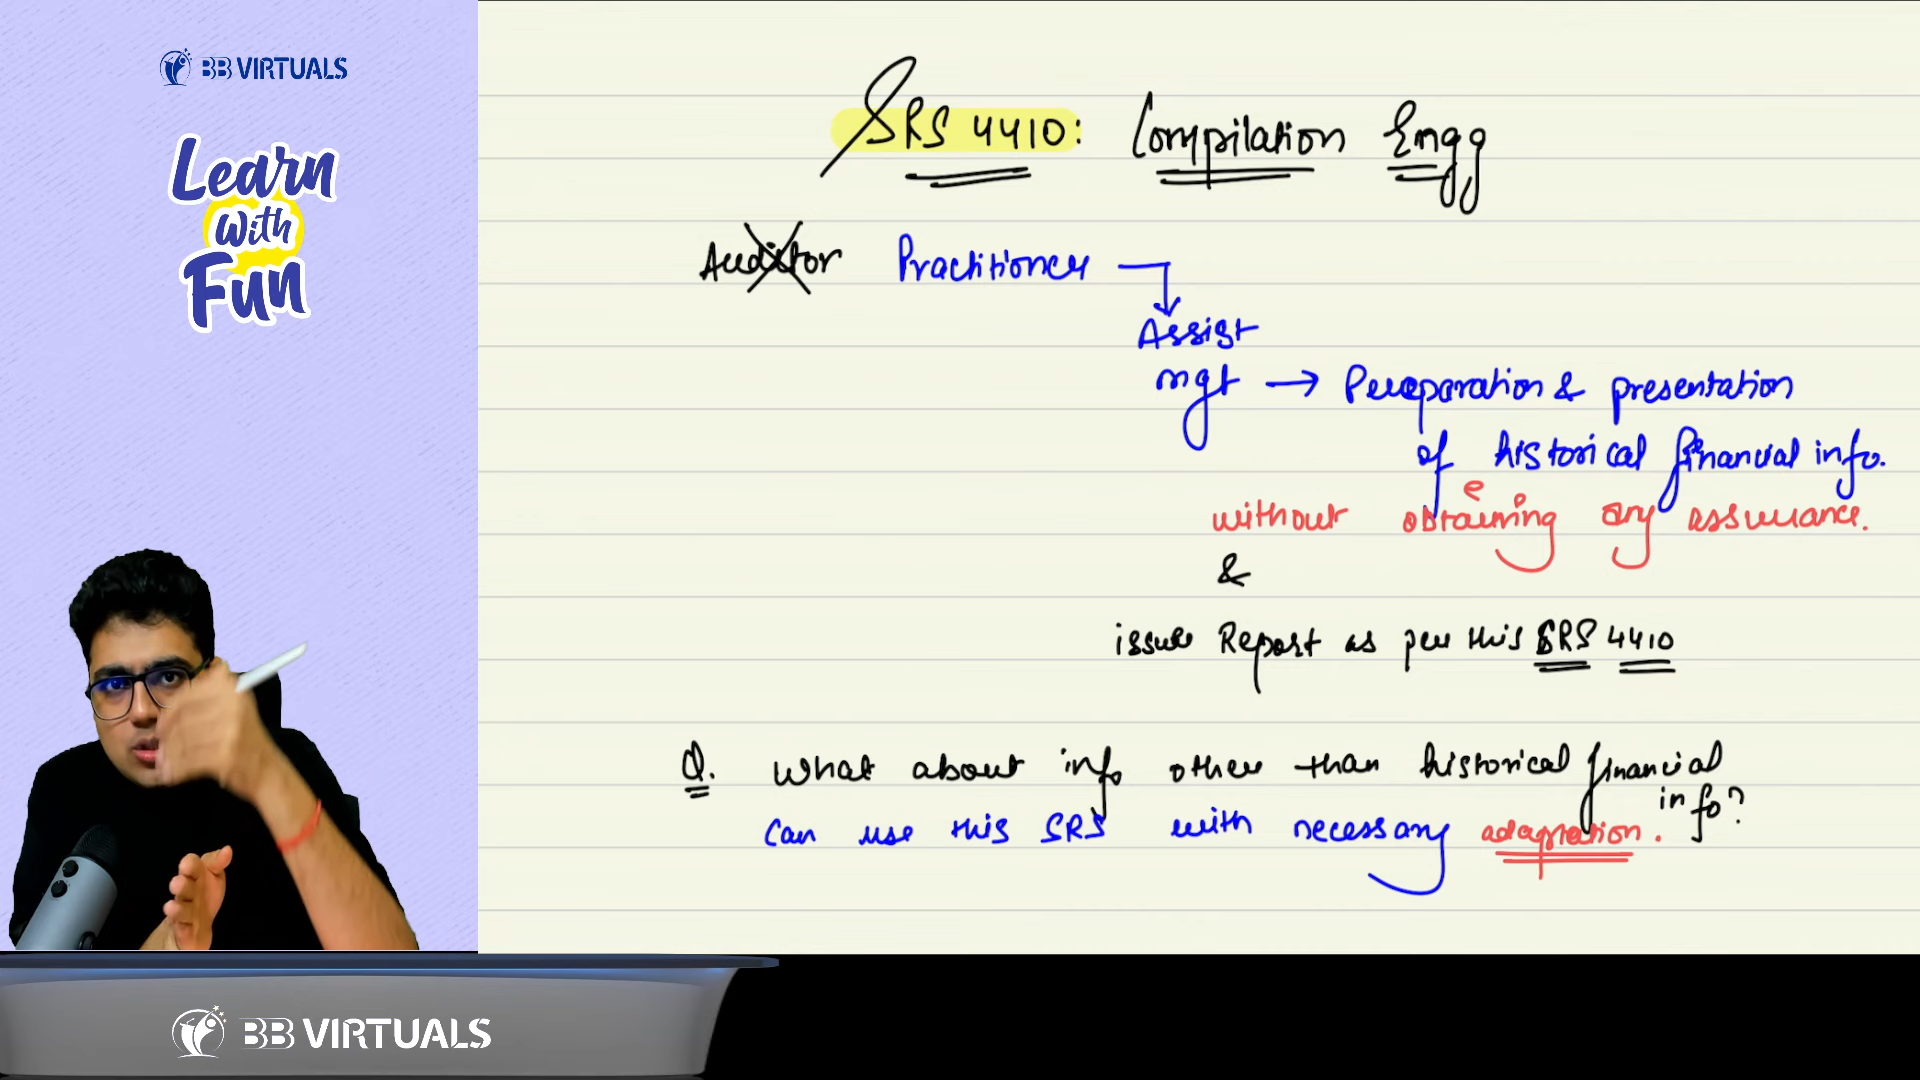 BB VIRTUALS
Learn
With
Fun
SRS 4410: Compilation Engg
Auditor Practitioner
Assist
mgt → Preparation & presentation
of historical financial info.
without obtaining any assurance.
&
issue Report as per this SRS 4410
Q. What about info other than historical financial
info?
Can use this SRS with necessary adaptation.
BB VIRTUALS